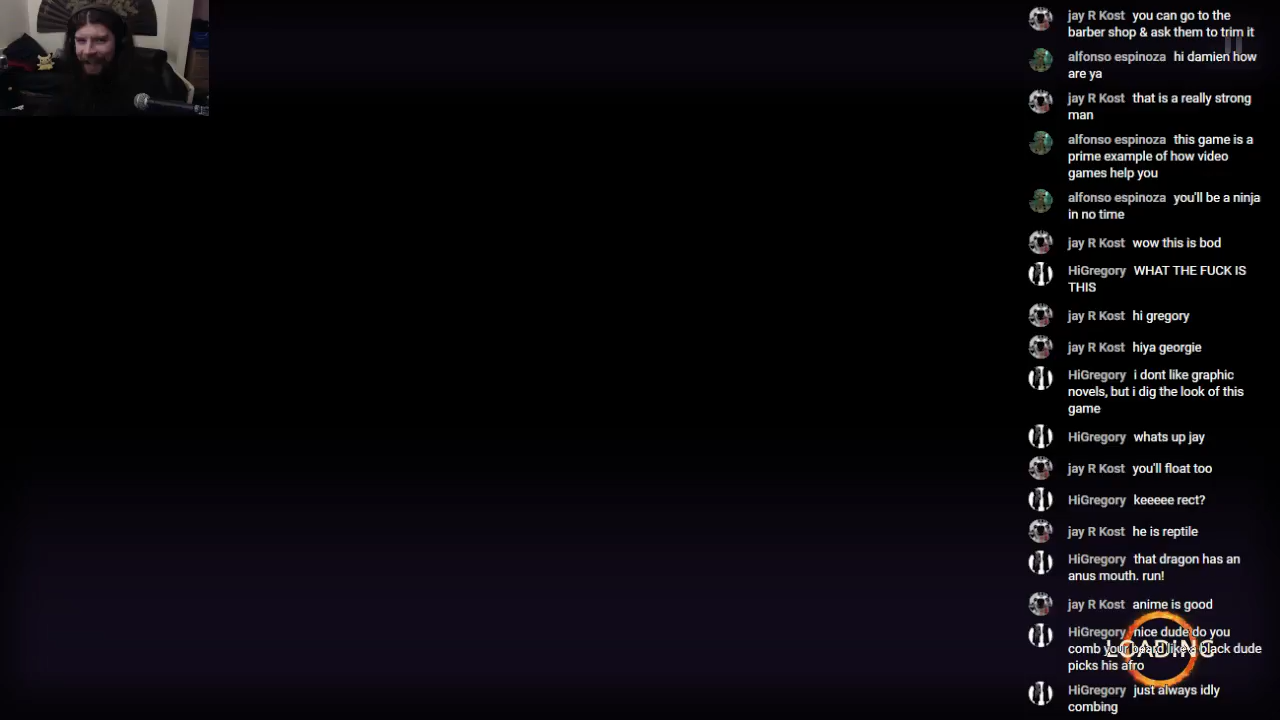 jay R Kost you can go to the
barber shop & ask them to trim it
alfonso espinoza hi damien how
are ya
jay R Kost that is a really strong
man
alfonso espinoza this game is a
prime example of how video
games help you
alfonso espinoza you'll be a ninja
in no time
jay R Kost wow this is bod
HiGregory WHAT THE FUCK IS
THIS
jay R Kost hi gregory
jay R Kost hiya georgie
HiGregory i dont like graphic
novels, but i dig the look of this
game
HiGregory whats up jay
jay R Kost you'll float too
HiGregory keeeee rect?
jay R Kost he is reptile
HiGregory that dragon has an
anus mouth. run!
jay R Kost anime is good
HiGregory nice dude do you
comb your beard like a black dude
picks his afro
LOADING
HiGregory just always idly
combing